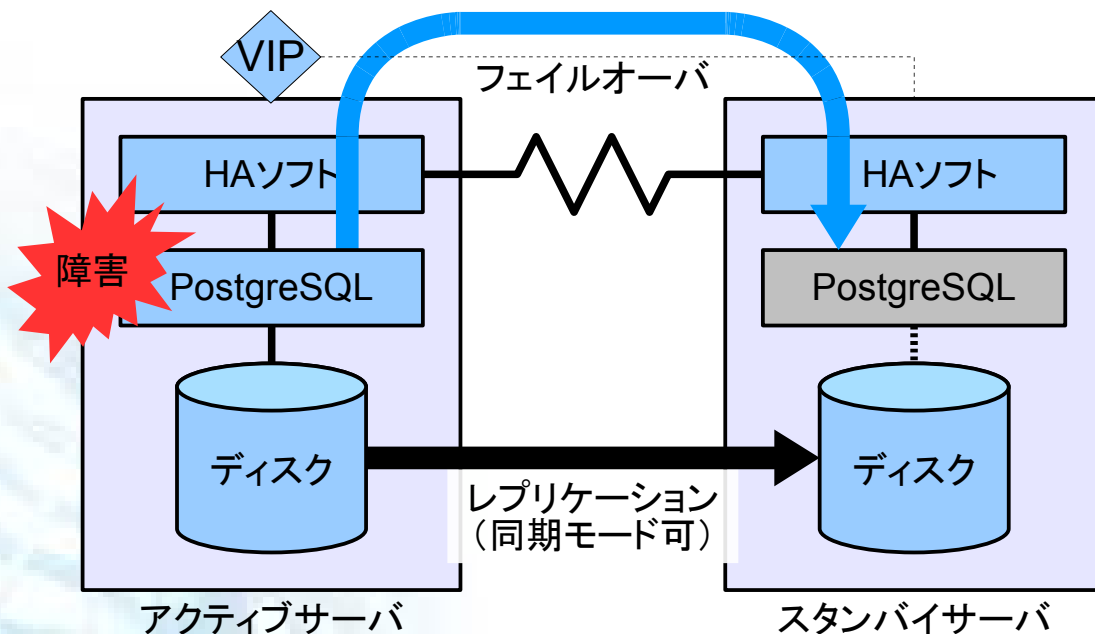 VIP
フェイルオーバ
HAソフト
HAソフト
障害
PostgreSQL
PostgreSQL
ディスク
ディスク
レプリケーション
（同期モード可）
アクティブサーバ
スタンバイサーバ